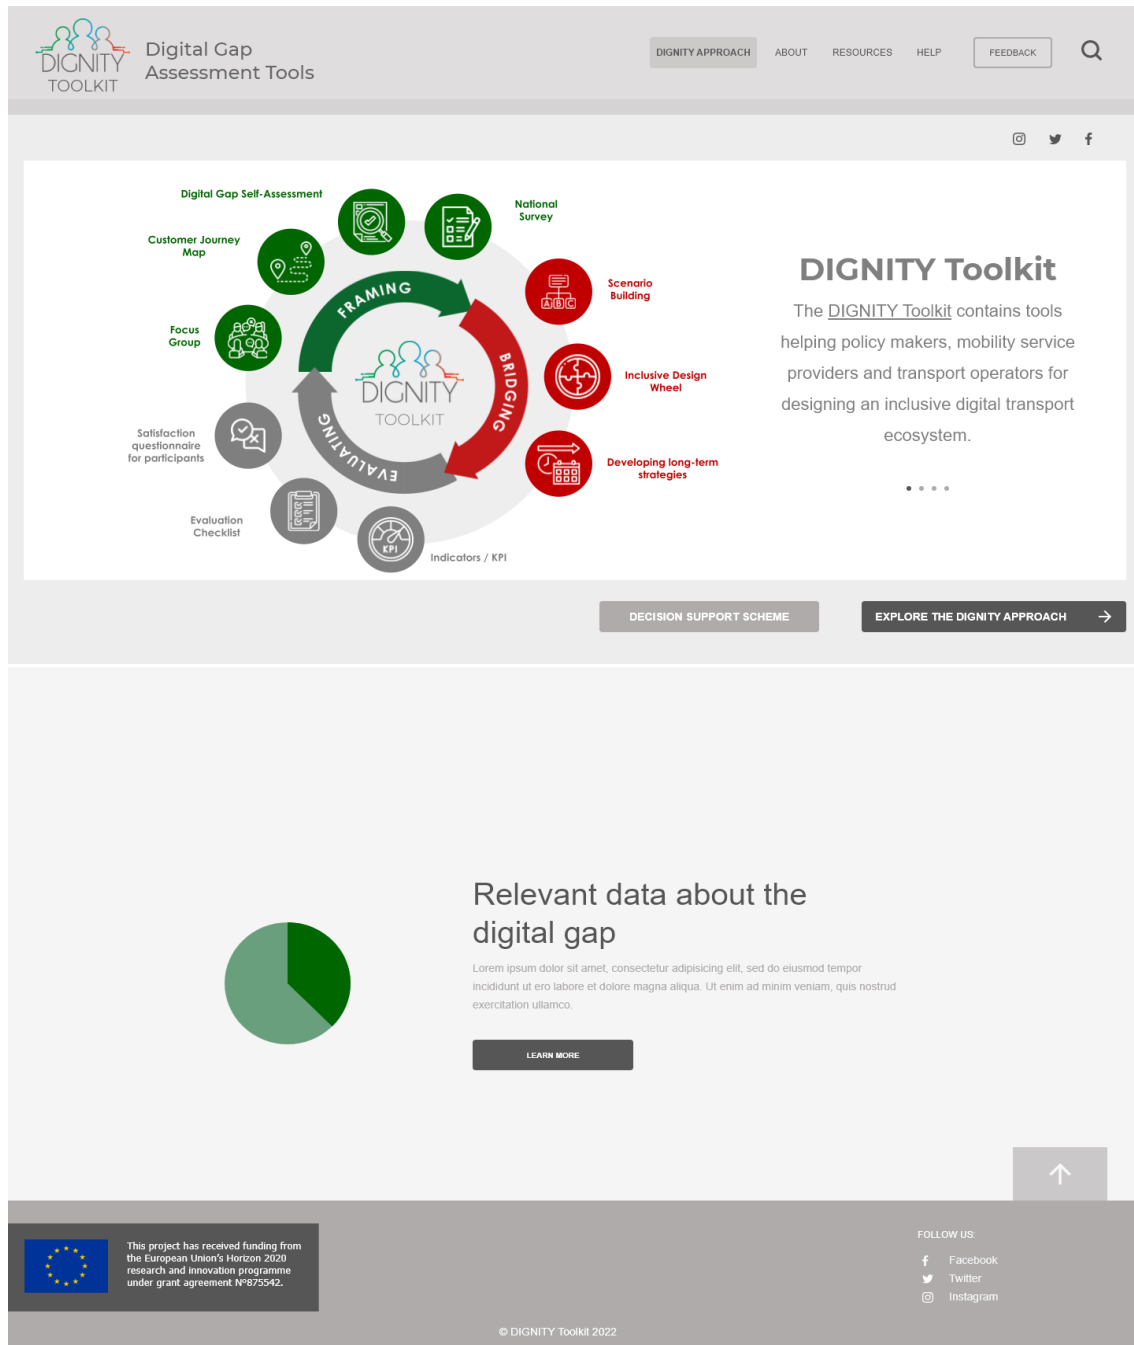 DIGNITY
TOOLKIT
Digital Gap
Assessment Tools
DIGNITY APPROACH
ABOUT
RESOURCES
HELP
FEEDBACK
Digital Gap Self-Assessment
National
Survey
Customer Journey
Map
Scenario
Building
Focus
Group
Inclusive Design
Wheel
Satisfaction
questionnaire
for participants
Developing long-term
strategies
Evaluation
Checklist
Indicators / KPI
ABC
KPI
FRAMING
BRIDGING
EVALUATING
DIGNITY
TOOLKIT
DIGNITY Toolkit
The DIGNITY Toolkit contains tools
helping policy makers, mobility service
providers and transport operators for
designing an inclusive digital transport
ecosystem.
DECISION SUPPORT SCHEME
EXPLORE THE DIGNITY APPROACH
Relevant data about the
digital gap
Lorem ipsum dolor sit amet, consectetur adipisicing elit, sed do eiusmod tempor
incididunt ut ero labore et dolore magna aliqua. Ut enim ad minim veniam, quis nostrud
exercitation ullamco.
LEARN MORE
This project has received funding from
the European Union's Horizon 2020
research and innovation programme
under grant agreement Nº875542.
FOLLOW US:
Facebook
Twitter
Instagram
© DIGNITY Toolkit 2022